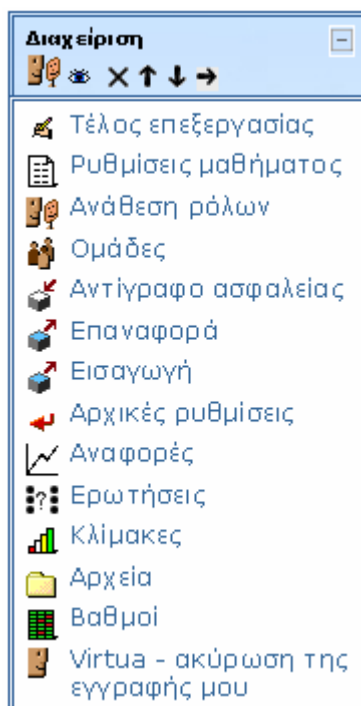 Διαχείριση
Τέλος επεξεργασίας
Ρυθμίσεις μαθήματος
Ανάθεση ρόλων
Ομάδες
Αντίγραφο ασφαλείας
Επαναφορά
Εισαγωγή
Αρχικές ρυθμίσεις
Αναφορές
Ερωτήσεις
Κλίμακες
Αρχεία
Βαθμοί
Virtua - ακύρωση της
εγγραφής μου